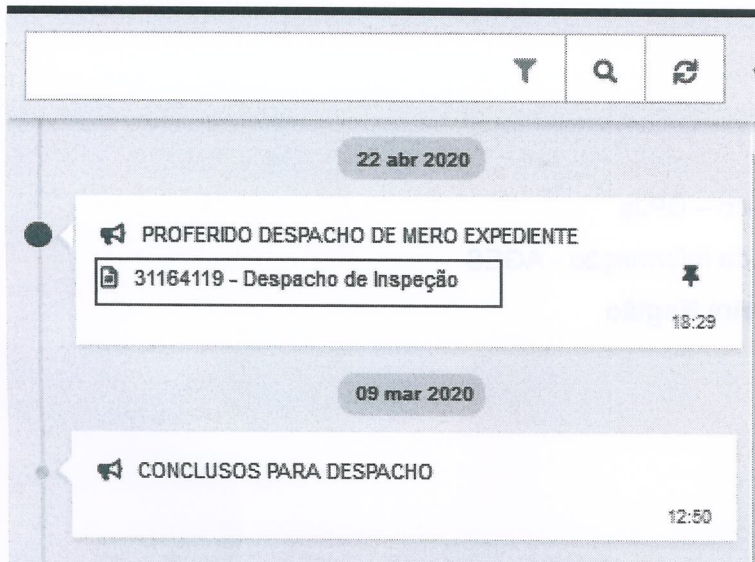 22 abr 2020
PROFERIDO DESPACHO DE MERO EXPEDIENTE
31164119 - Despacho de Inspeção
18:29
09 mar 2020
CONCLUSOS PARA DESPACHO
12:50